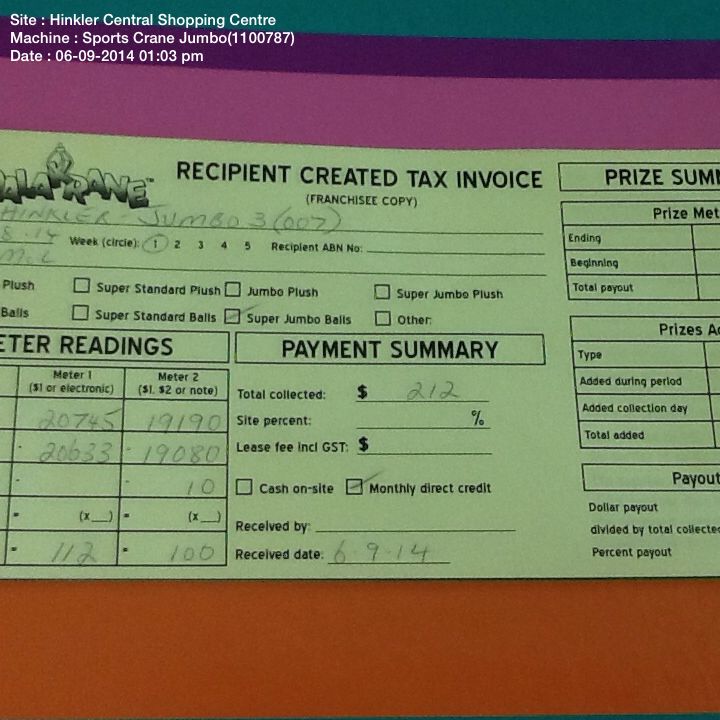 Site : Hinkler Central Shopping Centre
Machine : Sports Crane Jumbo(1100787)
Date : 06-09-2014 01:03 pm
ALAKRANE™
RECIPIENT CREATED TAX INVOICE
PRIZE SUMM
(FRANCHISEE COPY)
HINKLER - JUMBO 3 (007)
Prize Met
8.14 Week (circle): 1 2 3 4 5 Recipient ABN No:
Ending
Beginning
Total payout
Plush Super Standard Plush Jumbo Plush Super Jumbo Plush
Balls Super Standard Balls Super Jumbo Balls Other:
ETER READINGS
PAYMENT SUMMARY
Prizes Ad
Type
Meter 1 Meter 2
($1 or electronic) ($1, $2 or note)
Total collected: $ 212
Added during period
20745 19190
Site percent: %
Added collection day
- 20633 - 19080
Lease fee incl GST: $
Total added
- - 10
Cash on-site Monthly direct credit
Payout
= (x__) = (x__)
Received by:
Dollar payout
divided by total collected
= 112 = 100
Received date: 6.9.14
Percent payout